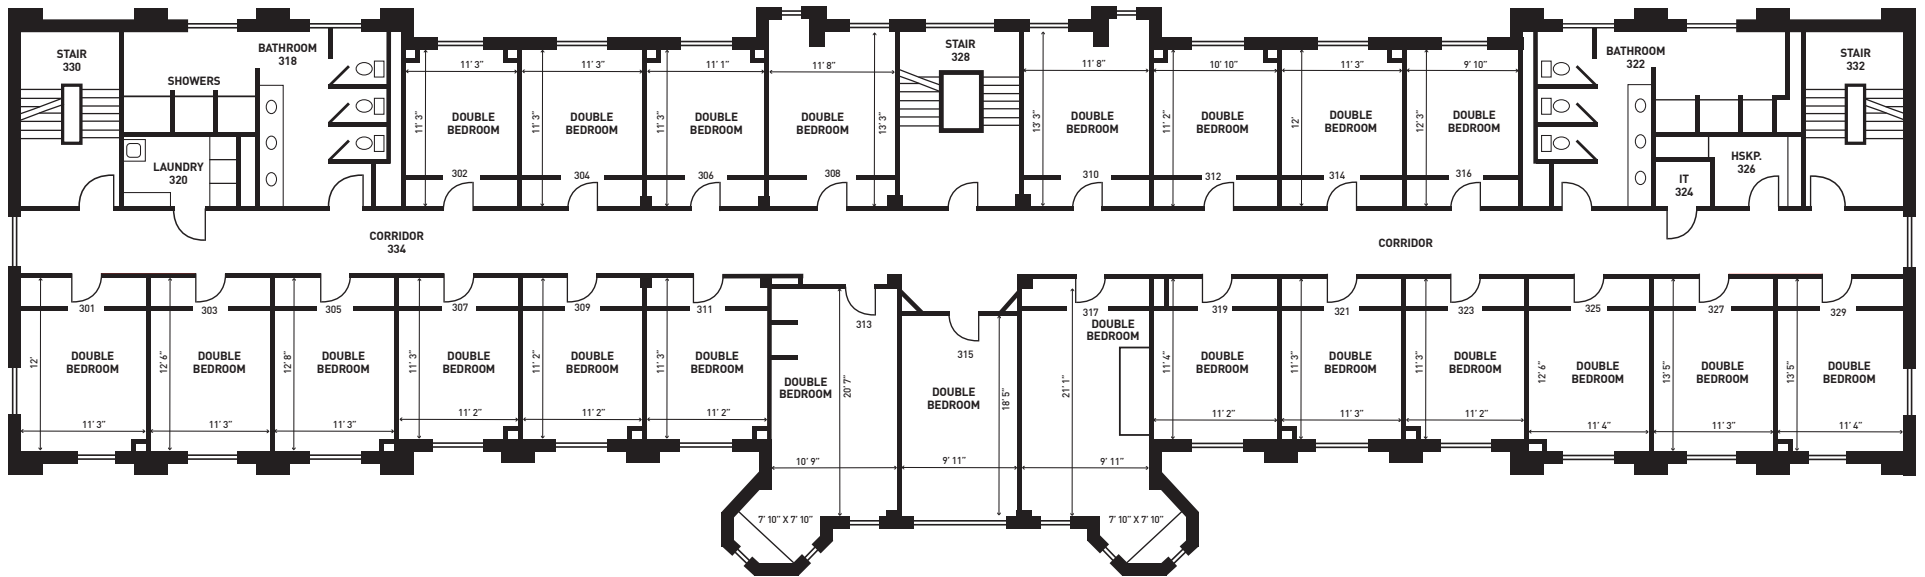 STAIR
330
SHOWERS
BATHROOM
318
LAUNDRY
320
11' 3"
11' 3"
DOUBLE
BEDROOM
302
11' 3"
11' 3"
DOUBLE
BEDROOM
304
11' 1"
11' 3"
DOUBLE
BEDROOM
306
11' 8"
13' 3"
DOUBLE
BEDROOM
308
STAIR
328
11' 8"
13' 3"
DOUBLE
BEDROOM
310
10' 10"
11' 2"
DOUBLE
BEDROOM
312
11' 3"
12'
DOUBLE
BEDROOM
314
9' 10"
12' 3"
DOUBLE
BEDROOM
316
BATHROOM
322
HSKP.
326
IT
324
STAIR
332
CORRIDOR
334
CORRIDOR
301
12'
DOUBLE
BEDROOM
11' 3"
303
12' 6"
DOUBLE
BEDROOM
11' 3"
305
12' 8"
DOUBLE
BEDROOM
11' 3"
307
11' 3"
DOUBLE
BEDROOM
11' 2"
309
11' 2"
DOUBLE
BEDROOM
11' 2"
311
11' 3"
DOUBLE
BEDROOM
11' 2"
313
DOUBLE
BEDROOM
20' 7"
10' 9"
7' 10" X 7' 10"
315
DOUBLE
BEDROOM
18' 5"
9' 11"
317
DOUBLE
BEDROOM
21' 1"
9' 11"
7' 10" X 7' 10"
319
11' 4"
DOUBLE
BEDROOM
11' 2"
321
11' 3"
DOUBLE
BEDROOM
11' 3"
323
11' 3"
DOUBLE
BEDROOM
11' 2"
325
12' 6"
DOUBLE
BEDROOM
11' 4"
327
13' 5"
DOUBLE
BEDROOM
11' 3"
329
13' 5"
DOUBLE
BEDROOM
11' 4"